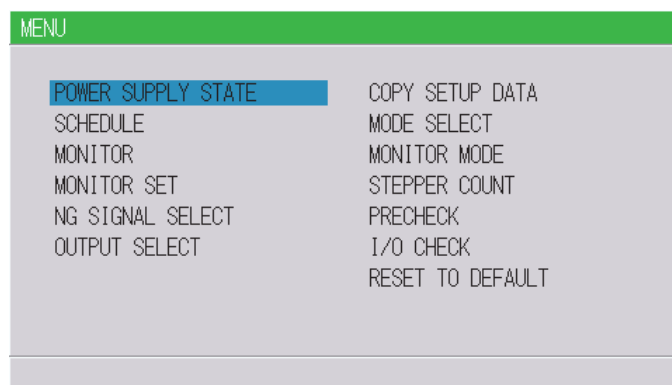 MENU
POWER SUPPLY STATE
SCHEDULE
MONITOR
MONITOR SET
NG SIGNAL SELECT
OUTPUT SELECT
COPY SETUP DATA
MODE SELECT
MONITOR MODE
STEPPER COUNT
PRECHECK
I/O CHECK
RESET TO DEFAULT